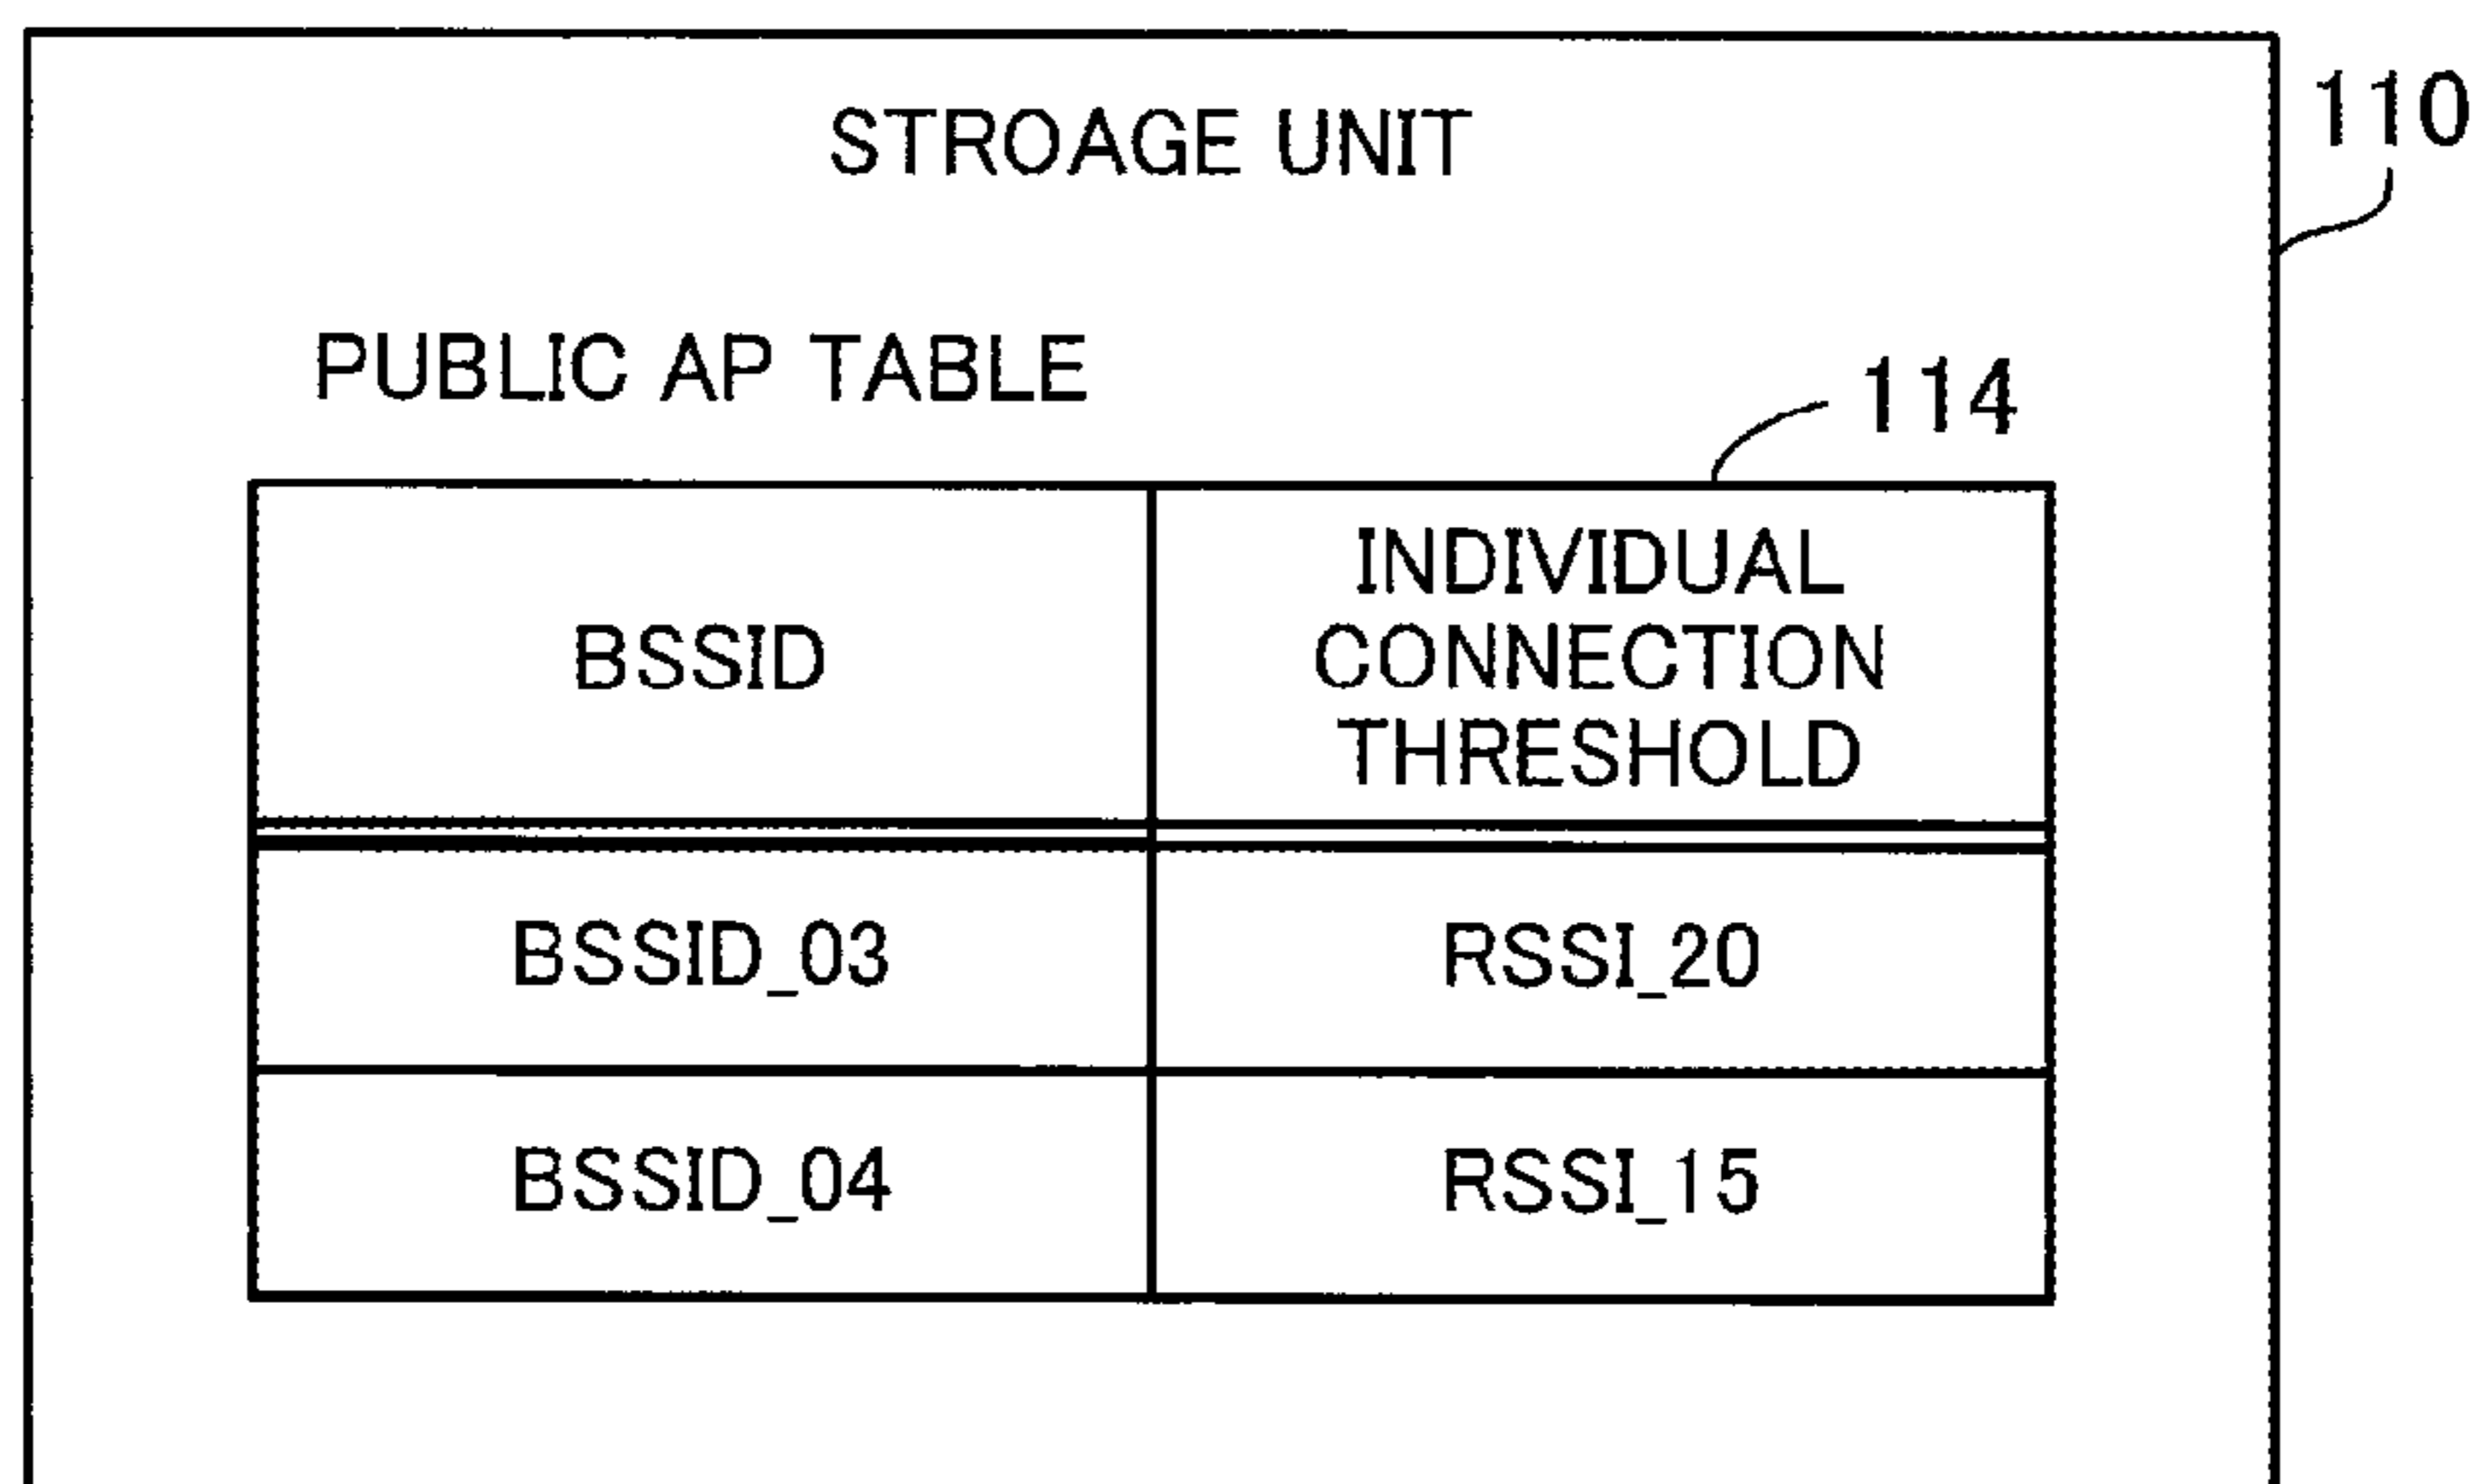 STROAGE UNIT
110
PUBLIC AP TABLE
114
BSSID
INDIVIDUAL
CONNECTION
THRESHOLD
BSSID_03
RSSI_20
BSSID_04
RSSI_15